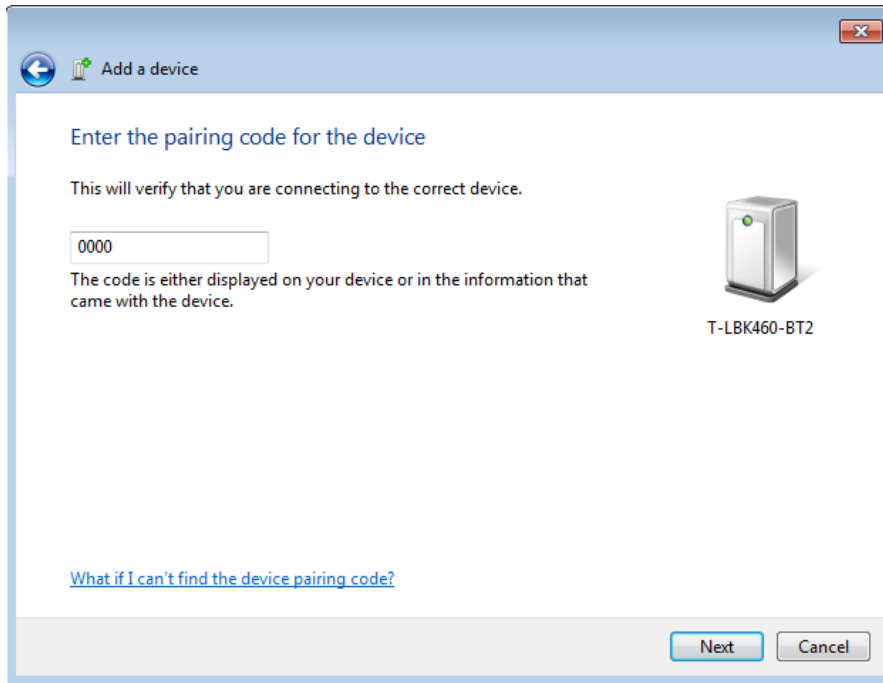 Add a device
Enter the pairing code for the device
This will verify that you are connecting to the correct device.
0000
The code is either displayed on your device or in the information that
came with the device.
T-LBK460-BT2
What if I can't find the device pairing code?
Next
Cancel